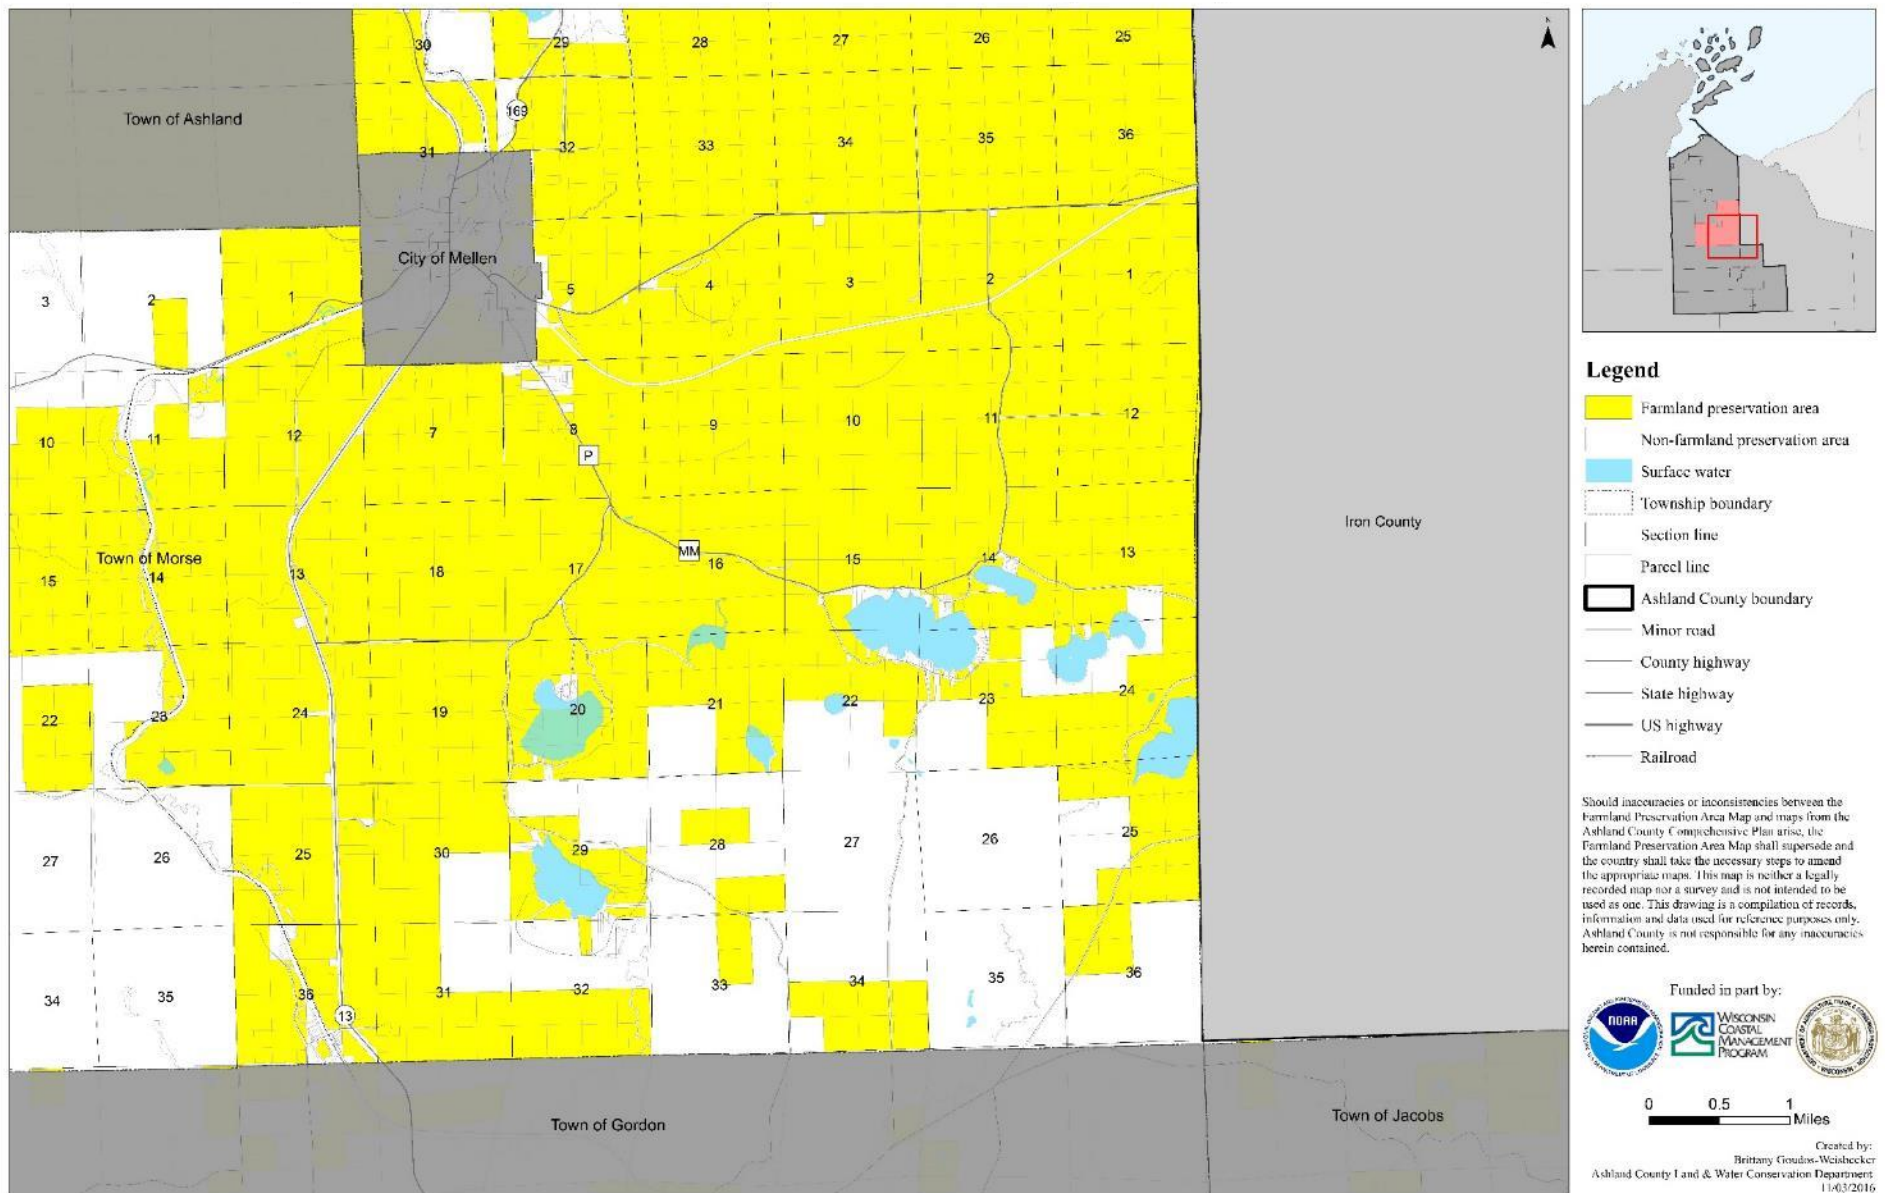 30
29
28
27
26
25
Town of Ashland
169
31
32
33
34
35
36
City of Mellen
3
2
1
5
4
3
2
1
10
11
12
7
8
9
10
11
12
P
Town of Morse
MM
15
14
13
18
17
16
15
14
13
Iron County
22
23
24
19
20
21
22
23
24
27
26
25
30
29
28
27
26
25
34
35
36
31
32
33
34
35
36
13
Town of Gordon
Town of Jacobs
Legend
Farmland preservation area
Non-farmland preservation area
Surface water
Township boundary
Section line
Parcel line
Ashland County boundary
Minor road
County highway
State highway
US highway
Railroad
Should inaccuracies or inconsistencies between the
Farmland Preservation Area Map and maps from the
Ashland County Comprehensive Plan arise, the
Farmland Preservation Area Map shall supersede and
the country shall take the necessary steps to amend
the appropriate maps. This map is neither a legally
recorded map nor a survey and is not intended to be
used as one. This drawing is a compilation of records,
information and data used for reference purposes only.
Ashland County is not responsible for any inaccuracies
herein contained.
Funded in part by:
NOAA
WISCONSIN
COASTAL
MANAGEMENT
PROGRAM
0 0.5 1
Miles
Created by:
Brittany Goudos-Weisbecker
Ashland County Land & Water Conservation Department
11/03/2016